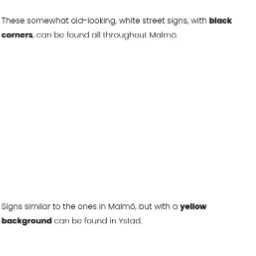 These somewhat old-looking, white street signs, with black
corners, can be found all throughout Malmö.
Signs similar to the ones in Malmö, but with a yellow
background can be found in Ystad.